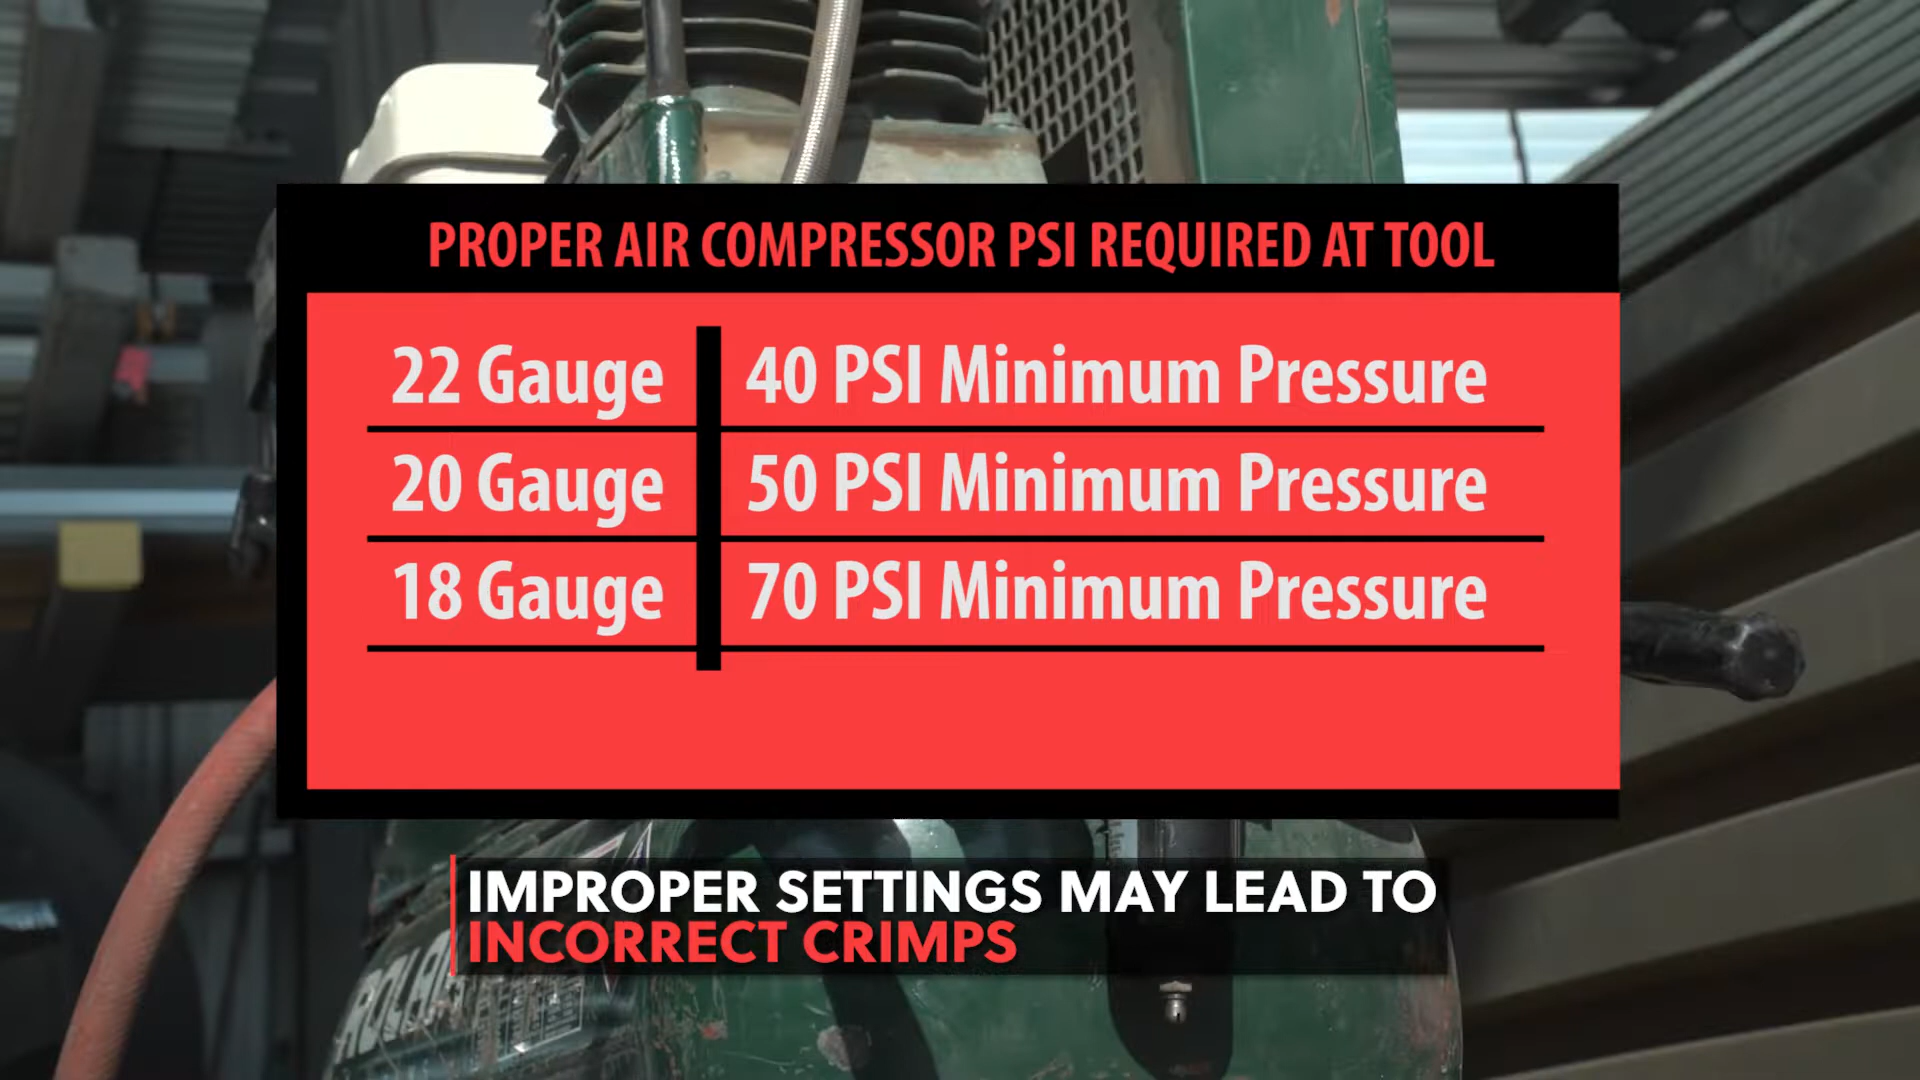 PROPER AIR COMPRESSOR PSI REQUIRED AT TOOL
22 Gauge 40 PSI Minimum Pressure
20 Gauge 50 PSI Minimum Pressure
18 Gauge 70 PSI Minimum Pressure
IMPROPER SETTINGS MAY LEAD TO
INCORRECT CRIMPS